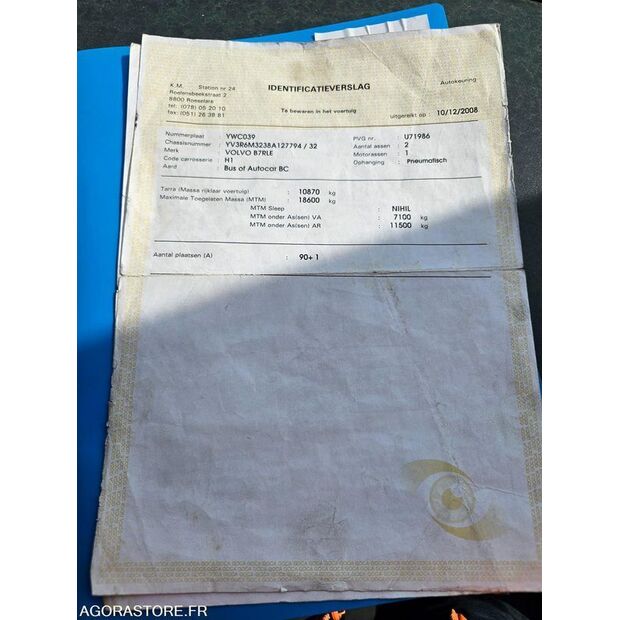 K.M. Station nr 24
Roelensbeekstraat 2
8800 Roeselare
tel: (078) 05 20 10
fax: (051) 26 38 81
IDENTIFICATIEVERSLAG
Te bewaren in het voertuig
Autokeuring
uitgereikt op : 10/12/2008
Nummerplaat : YWC039 PVG nr. : U71986
Chassisnummer : YV3R6M3238A127794 / 32 Aantal assen : 2
Merk : VOLVO B7RLE Motorassen : 1
Code carrosserie : H1 Ophanging : Pneumatisch
Aard : Bus of Autocar BC
Tarra (Massa rijklaar voertuig) : 10870 kg
Maximale Toegelaten Massa (MTM) : 18600 kg
MTM Sleep : NIHIL
MTM onder As(sen) VA : 7100 kg
MTM onder As(sen) AR : 11500 kg
Aantal plaatsen (A) : 90+ 1
AGORASTORE.FR